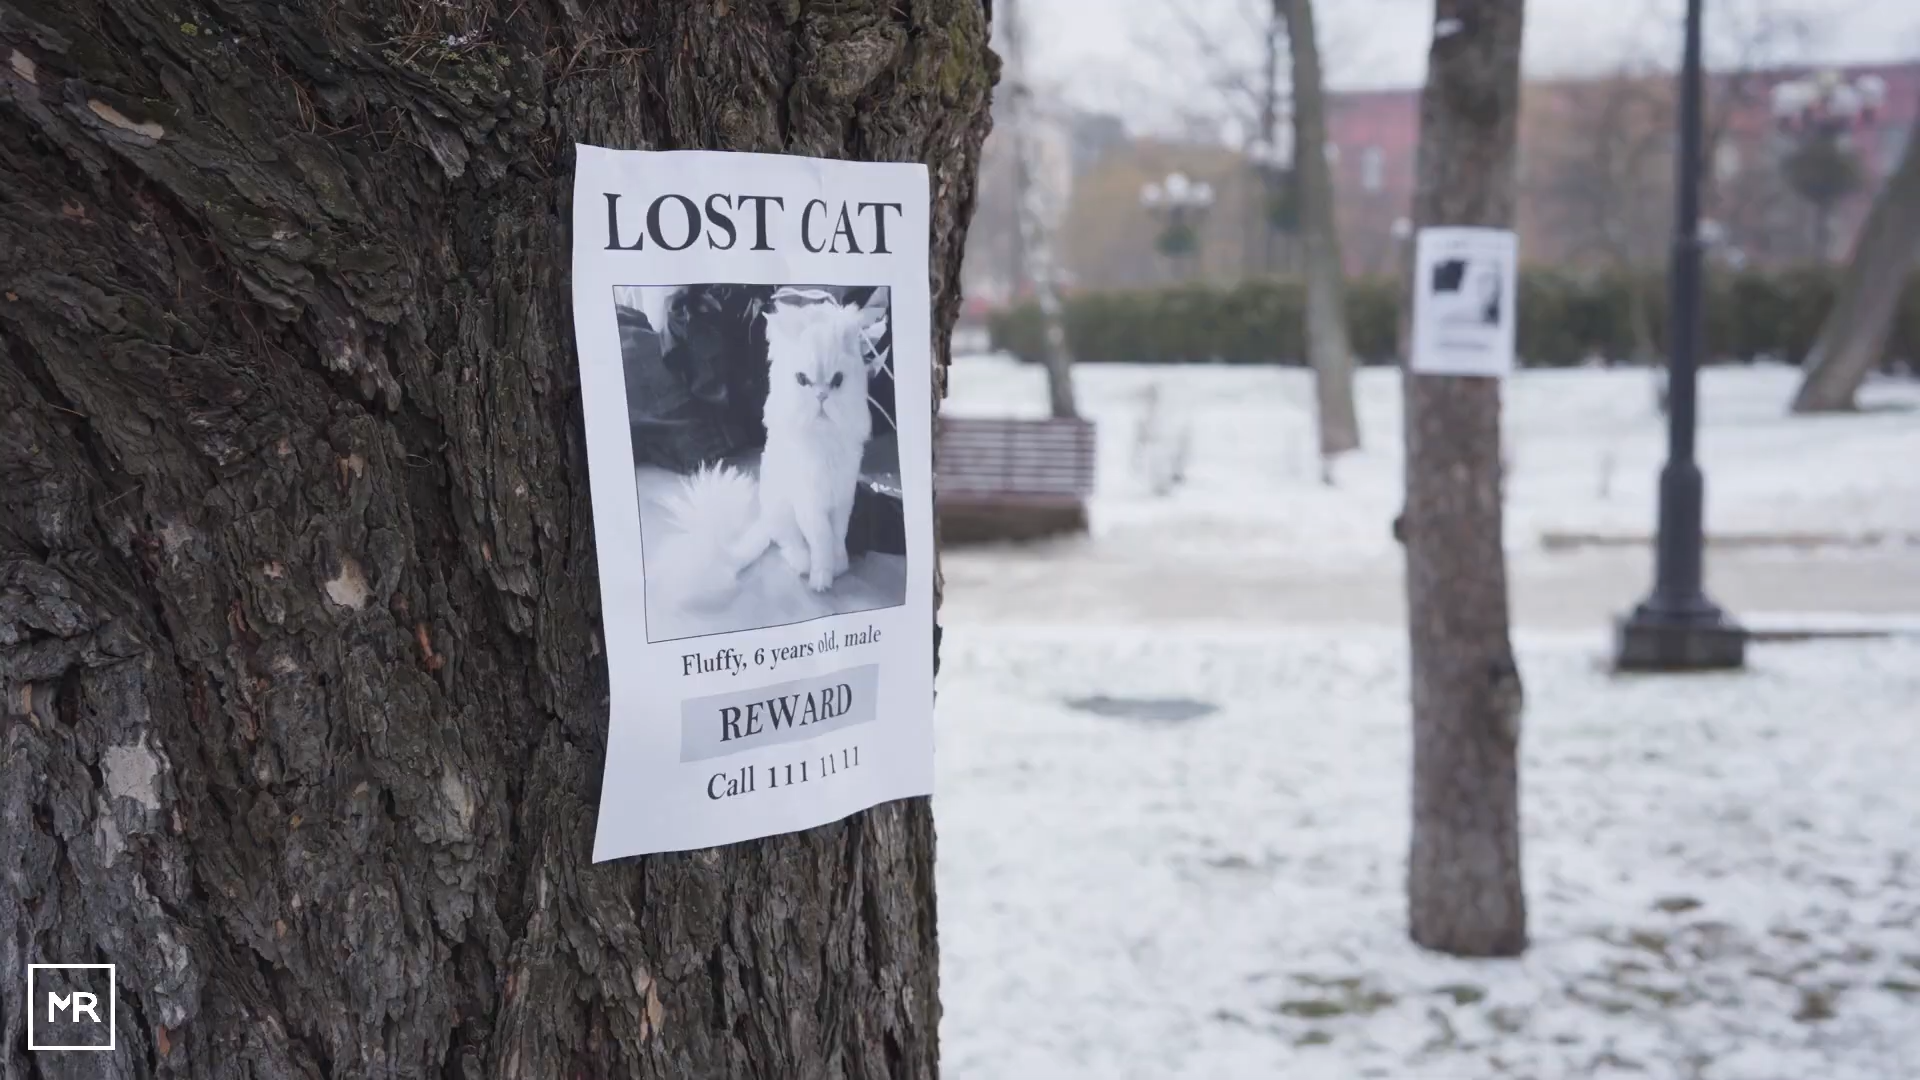 LOST CAT
Fluffy, 6 years old, male
REWARD
Call 111 11 11
MR